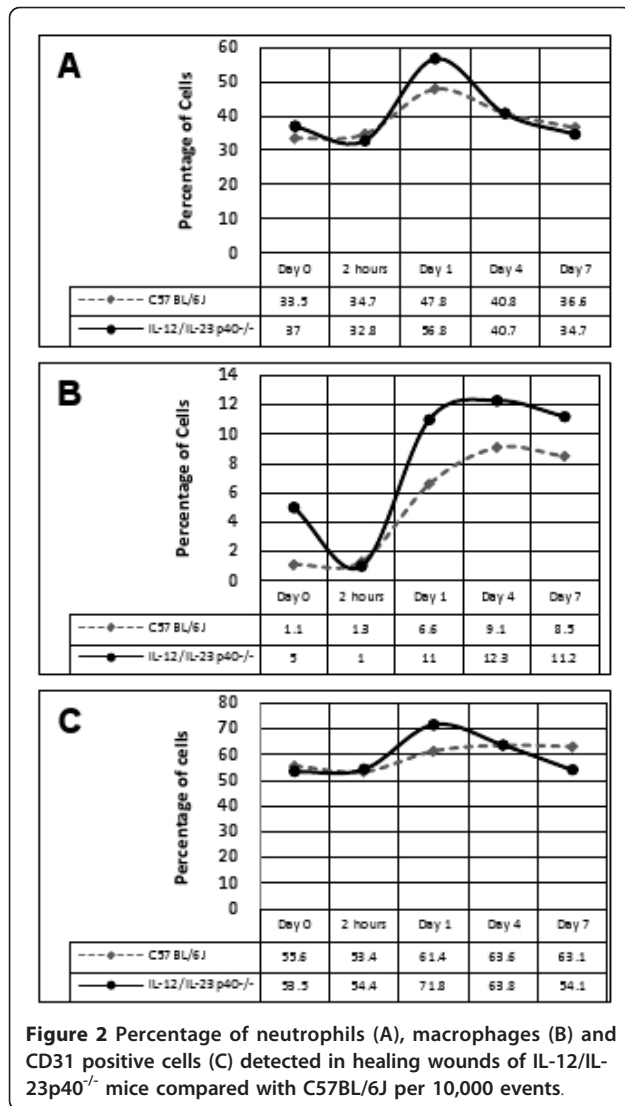 A
Percentage of Cells
60
50
40
30
20
10
0
Day 0 2 hours Day 1 Day 4 Day 7
C57 BL/6J 33.5 34.7 47.8 40.8 36.6
IL-12/IL-23 p40-/- 37 32.8 56.8 40.7 34.7
B
Percentage of Cells
14
12
10
8
6
4
2
0
Day 0 2 hours Day 1 Day 4 Day 7
C57 BL/6J 1.1 1.3 6.6 9.1 8.5
IL-12/IL-23 p40-/- 5 1 11 12.3 11.2
C
Percentage of cells
80
70
60
50
40
30
20
10
0
Day 0 2 hours Day 1 Day 4 Day 7
C57 BL/6J 55.6 53.4 61.4 63.6 63.1
IL-12/IL-23 p40-/- 53.5 54.4 71.8 63.8 54.1
Figure 2 Percentage of neutrophils (A), macrophages (B) and
CD31 positive cells (C) detected in healing wounds of IL-12/IL-
23p40-/- mice compared with C57BL/6J per 10,000 events.